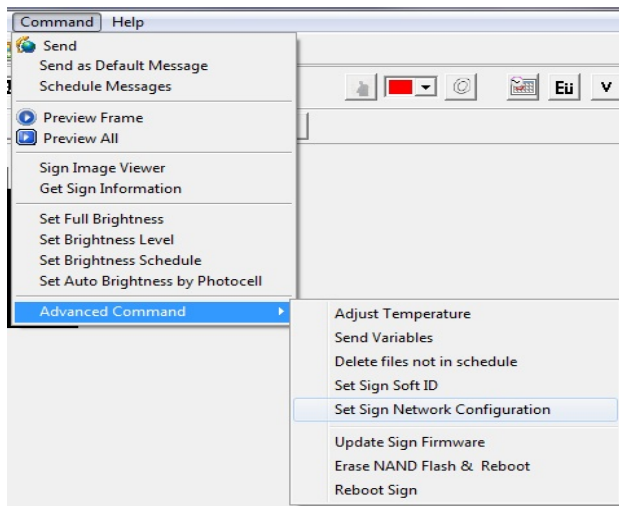 Command Help
Send
Send as Default Message
Schedule Messages
Eü V
Preview Frame
Preview All
Sign Image Viewer
Get Sign Information
Set Full Brightness
Set Brightness Level
Set Brightness Schedule
Set Auto Brightness by Photocell
Advanced Command
Adjust Temperature
Send Variables
Delete files not in schedule
Set Sign Soft ID
Set Sign Network Configuration
Update Sign Firmware
Erase NAND Flash & Reboot
Reboot Sign